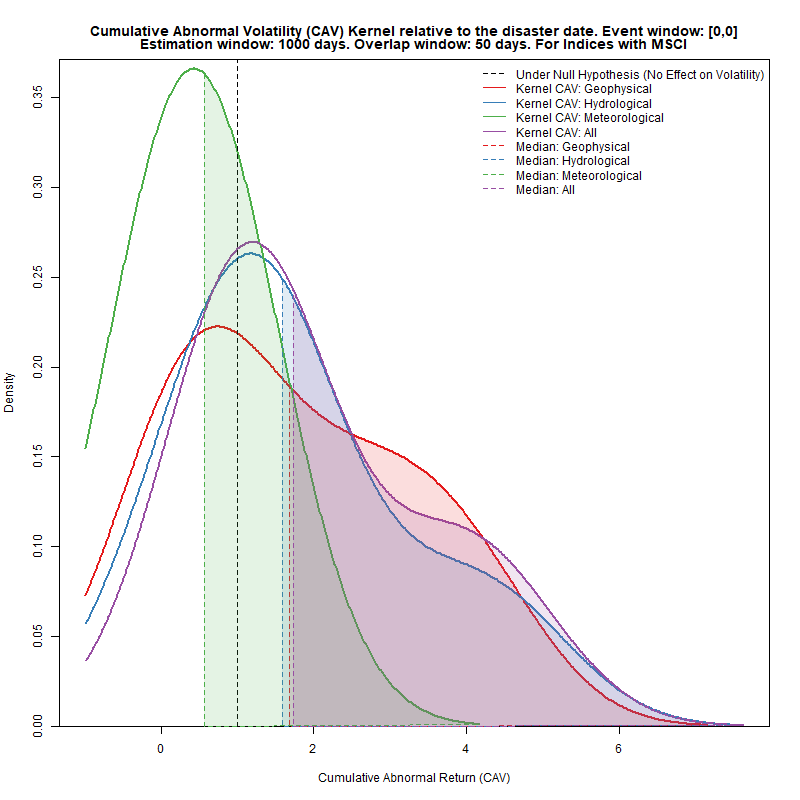 Cumulative Abnormal Volatility (CAV) Kernel relative to the disaster date. Event window: [0,0]
Estimation window: 1000 days. Overlap window: 50 days. For Indices with MSCI
Under Null Hypothesis (No Effect on Volatility)
Kernel CAV: Geophysical
Kernel CAV: Hydrological
Kernel CAV: Meteorological
Kernel CAV: All
Median: Geophysical
Median: Hydrological
Median: Meteorological
Median: All
Density
0.35
0.30
0.25
0.20
0.15
0.10
0.05
0.00
0 2 4 6
Cumulative Abnormal Return (CAV)